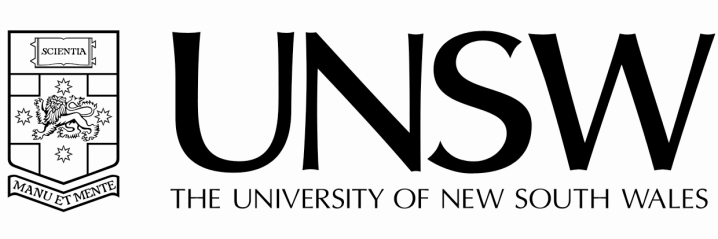 SCIENTIA
MANU ET MENTE
UNSW
THE UNIVERSITY OF NEW SOUTH WALES